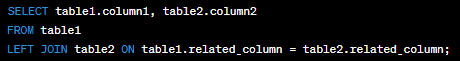 SELECT table1.column1, table2.column2
FROM table1
LEFT JOIN table2 ON table1.related_column = table2.related_column;